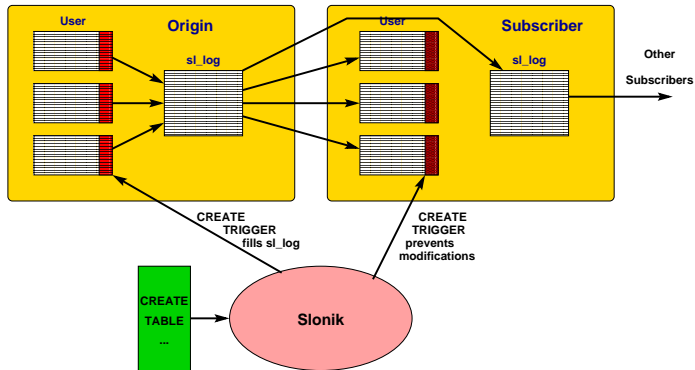 Origin
Subscriber
User
User
sl_log
sl_log
Other
Subscribers
CREATE
TRIGGER
fills sl_log
CREATE
TRIGGER
prevents
modifications
CREATE
TABLE
...
Slonik